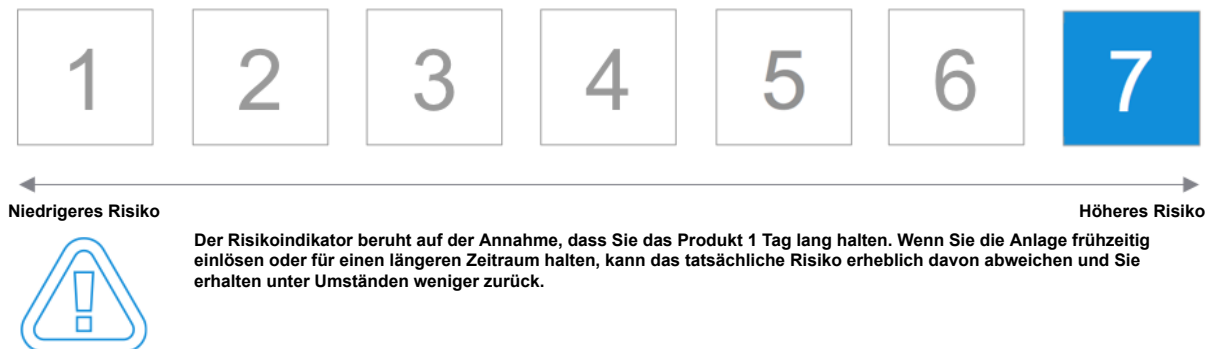 1 2 3 4 5 6 7
Niedrigeres Risiko Höheres Risiko
Der Risikoindikator beruht auf der Annahme, dass Sie das Produkt 1 Tag lang halten. Wenn Sie die Anlage frühzeitig
einlösen oder für einen längeren Zeitraum halten, kann das tatsächliche Risiko erheblich davon abweichen und Sie
erhalten unter Umständen weniger zurück.